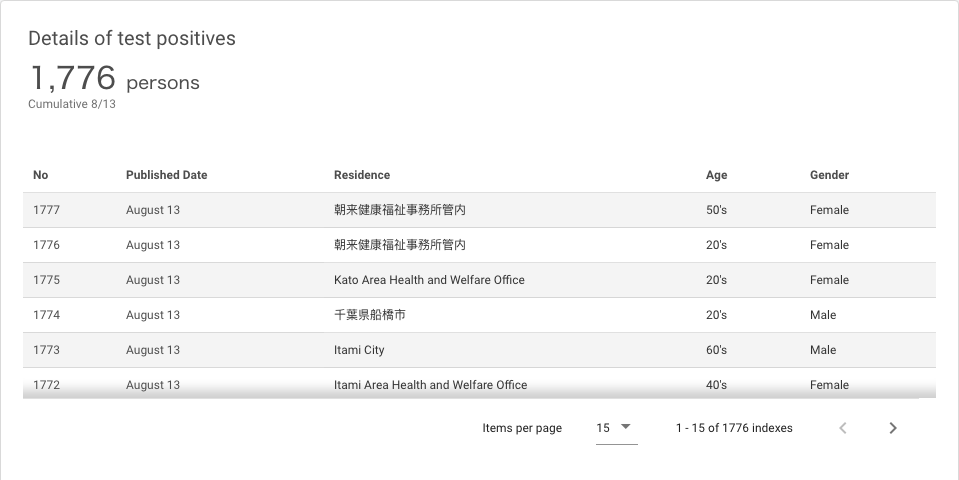 Details of test positives
1,776 persons
Cumulative 8/13
No Published Date Residence Age Gender
1777 August 13 朝来健康福祉事務所管内 50's Female
1776 August 13 朝来健康福祉事務所管内 20's Female
1775 August 13 Kato Area Health and Welfare Office 20's Female
1774 August 13 千葉県船橋市 20's Male
1773 August 13 Itami City 60's Male
1772 August 13 Itami Area Health and Welfare Office 40's Female
Items per page 15 1 - 15 of 1776 indexes